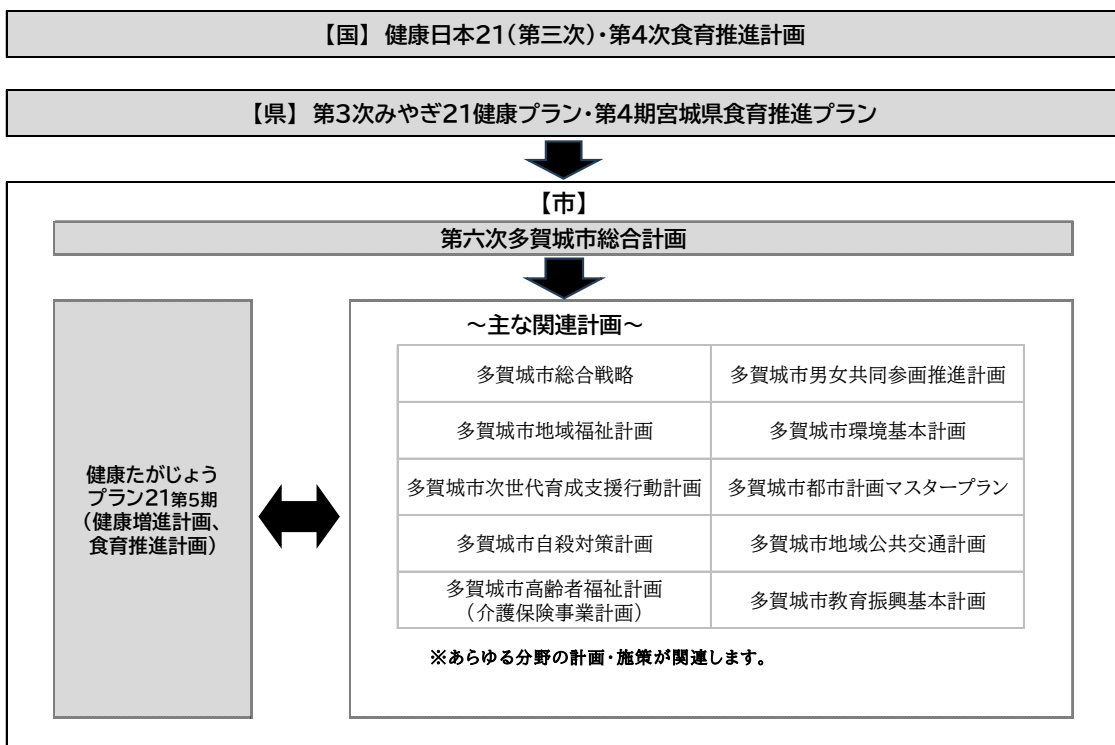 【国】 健康日本21(第三次)・第4次食育推進計画
【県】 第3次みやぎ21健康プラン・第4期宮城県食育推進プラン
【市】
第六次多賀城市総合計画
健康たがじょう
プラン21第5期
(健康増進計画、
食育推進計画)
～主な関連計画～
多賀城市総合戦略
多賀城市男女共同参画推進計画
多賀城市地域福祉計画
多賀城市環境基本計画
多賀城市次世代育成支援行動計画
多賀城市都市計画マスタープラン
多賀城市自殺対策計画
多賀城市地域公共交通計画
多賀城市高齢者福祉計画
(介護保険事業計画)
多賀城市教育振興基本計画
※あらゆる分野の計画・施策が関連します。